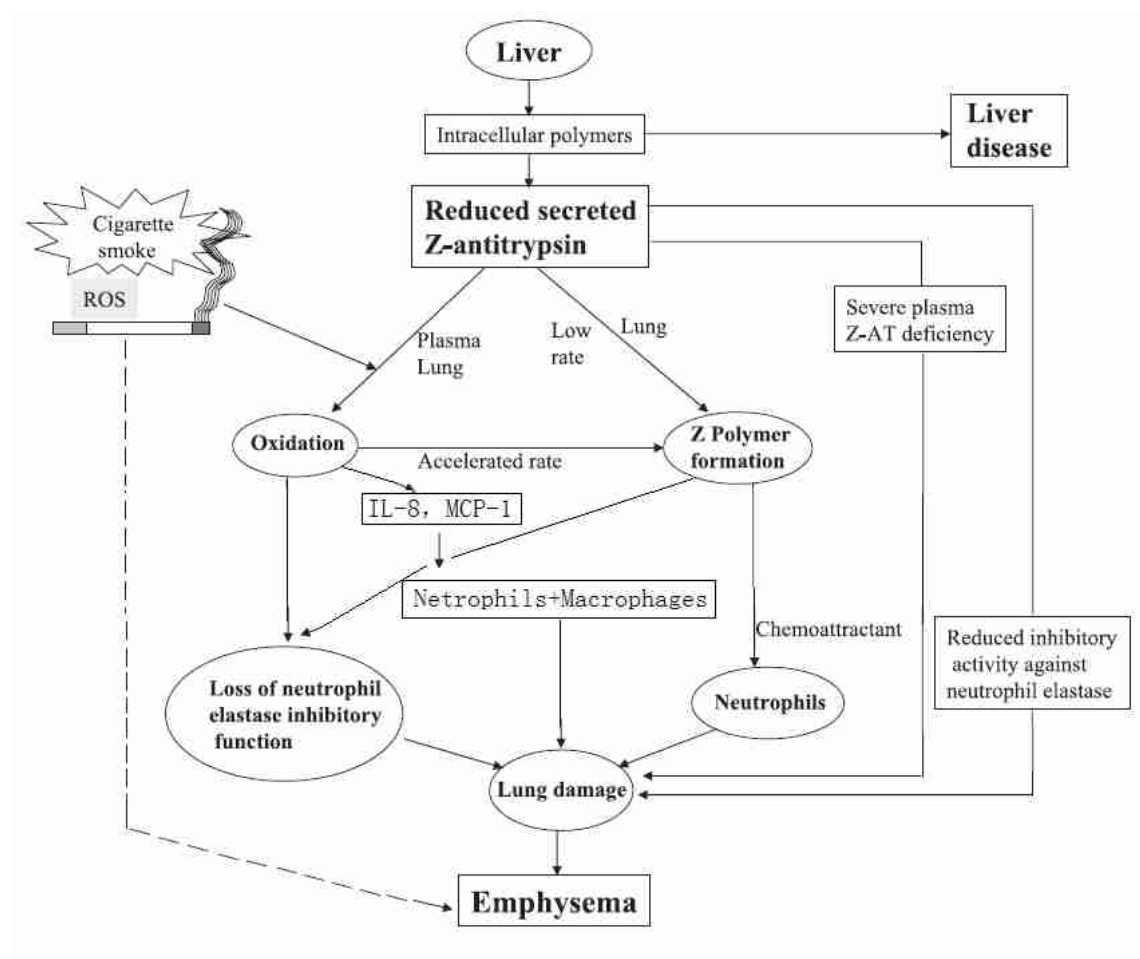 Liver
Intracellular polymers
Liver
disease
Reduced secreted
Z-antitrypsin
Cigarette
smoke
ROS
Severe plasma
Z-AT deficiency
Plasma
Lung
Low
rate
Lung
Oxidation
Accelerated rate
Z Polymer
formation
IL-8, MCP-1
Netrophils+Macrophages
Chemoattractant
Reduced inhibitory
activity against
neutrophil elastase
Loss of neutrophil
elastase inhibitory
function
Neutrophils
Lung damage
Emphysema